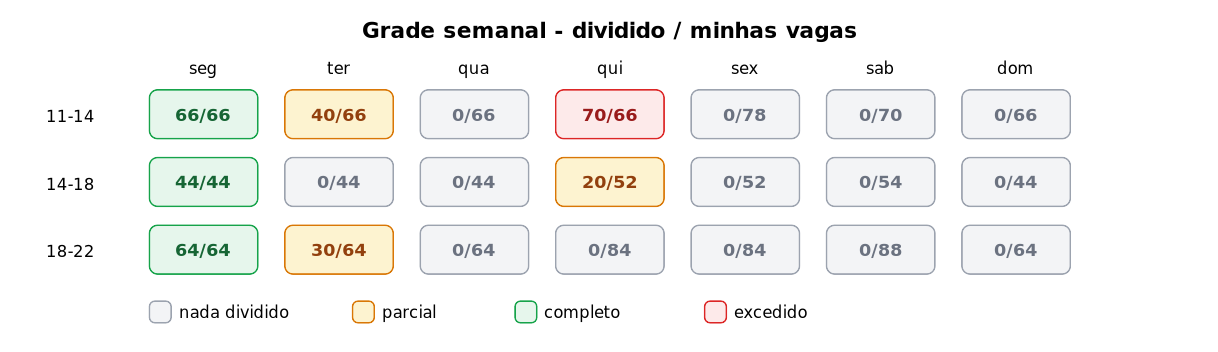 Grade semanal - dividido / minhas vagas
seg ter qua qui sex sab dom
11-14 66/66 40/66 0/66 70/66 0/78 0/70 0/66
14-18 44/44 0/44 0/44 20/52 0/52 0/54 0/44
18-22 64/64 30/64 0/64 0/84 0/84 0/88 0/64
nada dividido parcial completo excedido